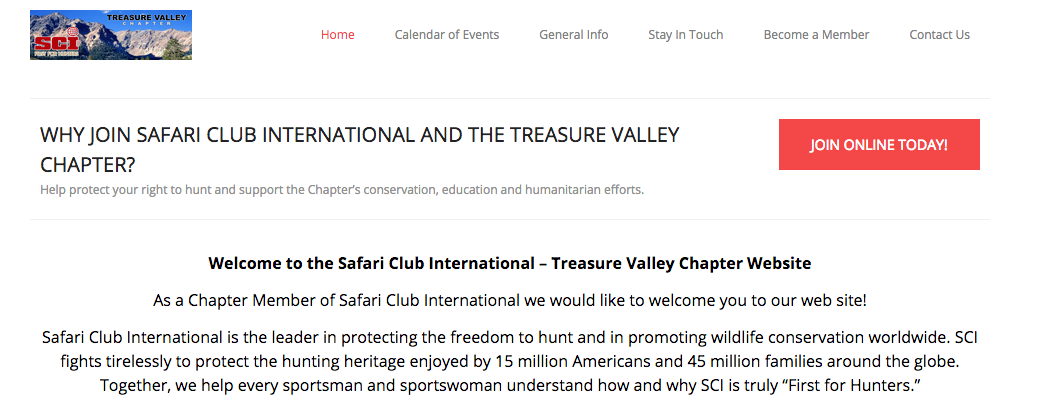 TREASURE VALLEY
CHAPTER
SCI
FIRST FOR HUNTERS
Home
Calendar of Events
General Info
Stay In Touch
Become a Member
Contact Us
WHY JOIN SAFARI CLUB INTERNATIONAL AND THE TREASURE VALLEY
CHAPTER?
Help protect your right to hunt and support the Chapter’s conservation, education and humanitarian efforts.
JOIN ONLINE TODAY!
Welcome to the Safari Club International – Treasure Valley Chapter Website
As a Chapter Member of Safari Club International we would like to welcome you to our web site!
Safari Club International is the leader in protecting the freedom to hunt and in promoting wildlife conservation worldwide. SCI
fights tirelessly to protect the hunting heritage enjoyed by 15 million Americans and 45 million families around the globe.
Together, we help every sportsman and sportswoman understand how and why SCI is truly “First for Hunters.”